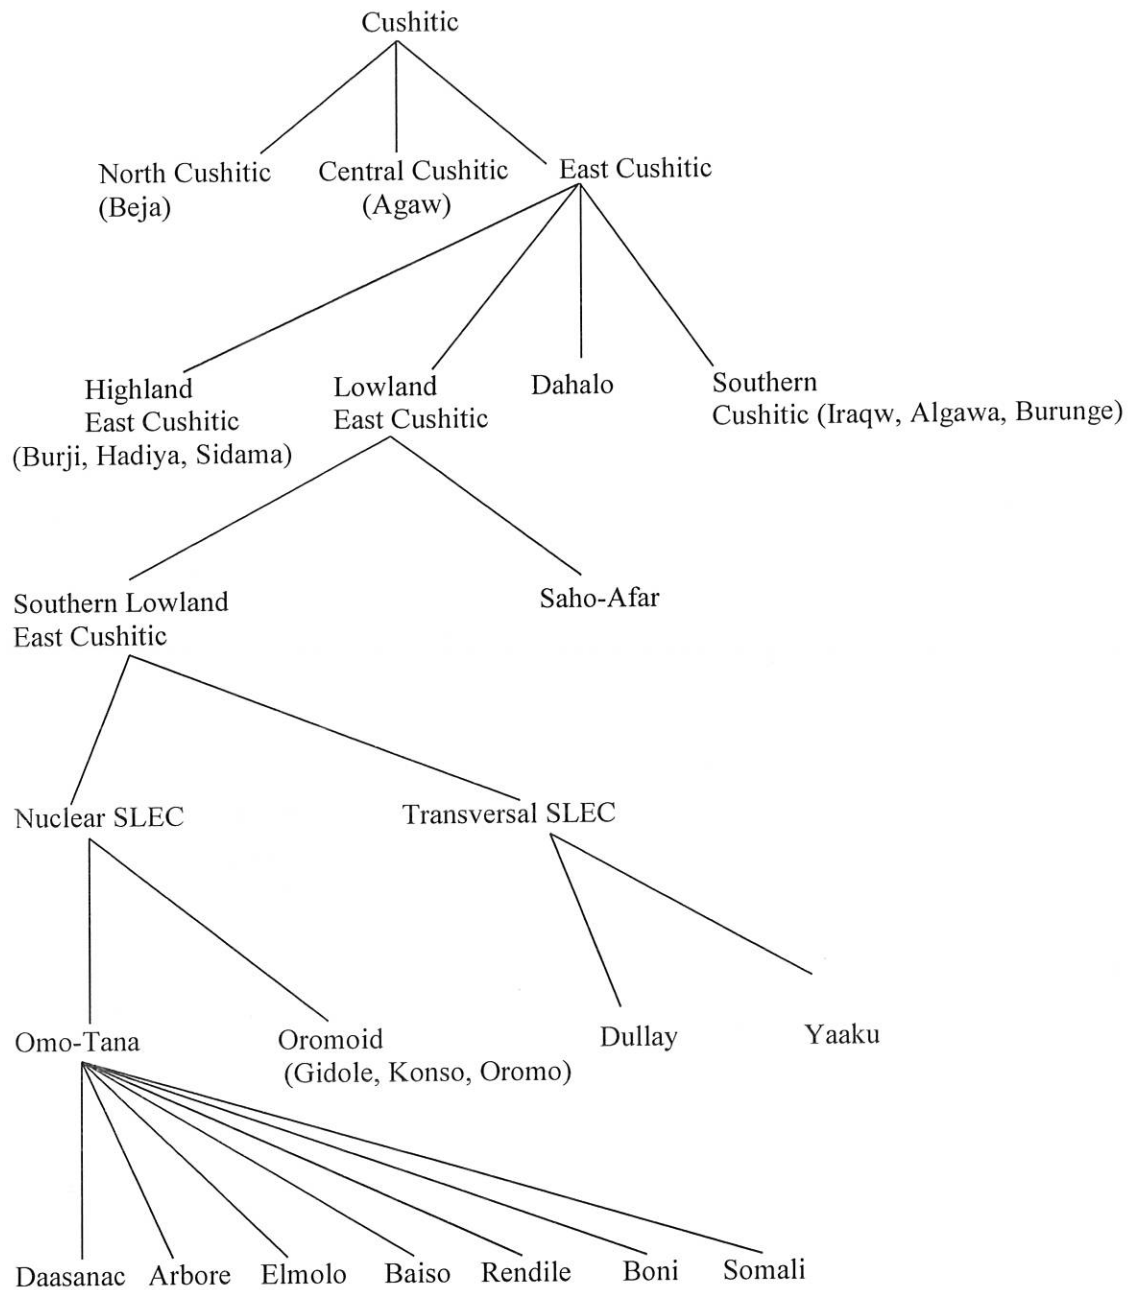 Cushitic
North Cushitic
(Beja)
Central Cushitic
(Agaw)
East Cushitic
Highland
East Cushitic
(Burji, Hadiya, Sidama)
Lowland
East Cushitic
Dahalo
Southern
Cushitic (Iraqw, Algawa, Burunge)
Southern Lowland
East Cushitic
Saho-Afar
Nuclear SLEC
Transversal SLEC
Omo-Tana
Oromoid
(Gidole, Konso, Oromo)
Dullay
Yaaku
Daasanac
Arbore
Elmolo
Baiso
Rendile
Boni
Somali